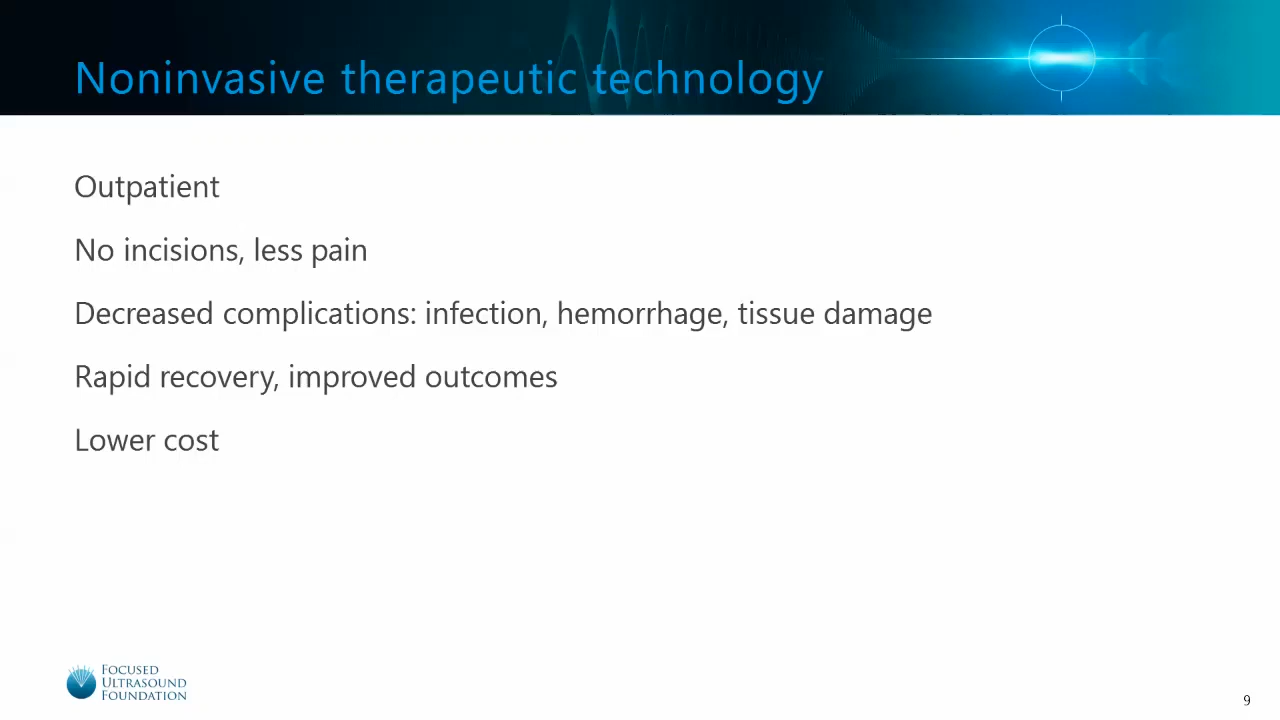 Noninvasive therapeutic technology
Outpatient
No incisions, less pain
Decreased complications: infection, hemorrhage, tissue damage
Rapid recovery, improved outcomes
Lower cost
FOCUSED
ULTRASOUND
FOUNDATION
9